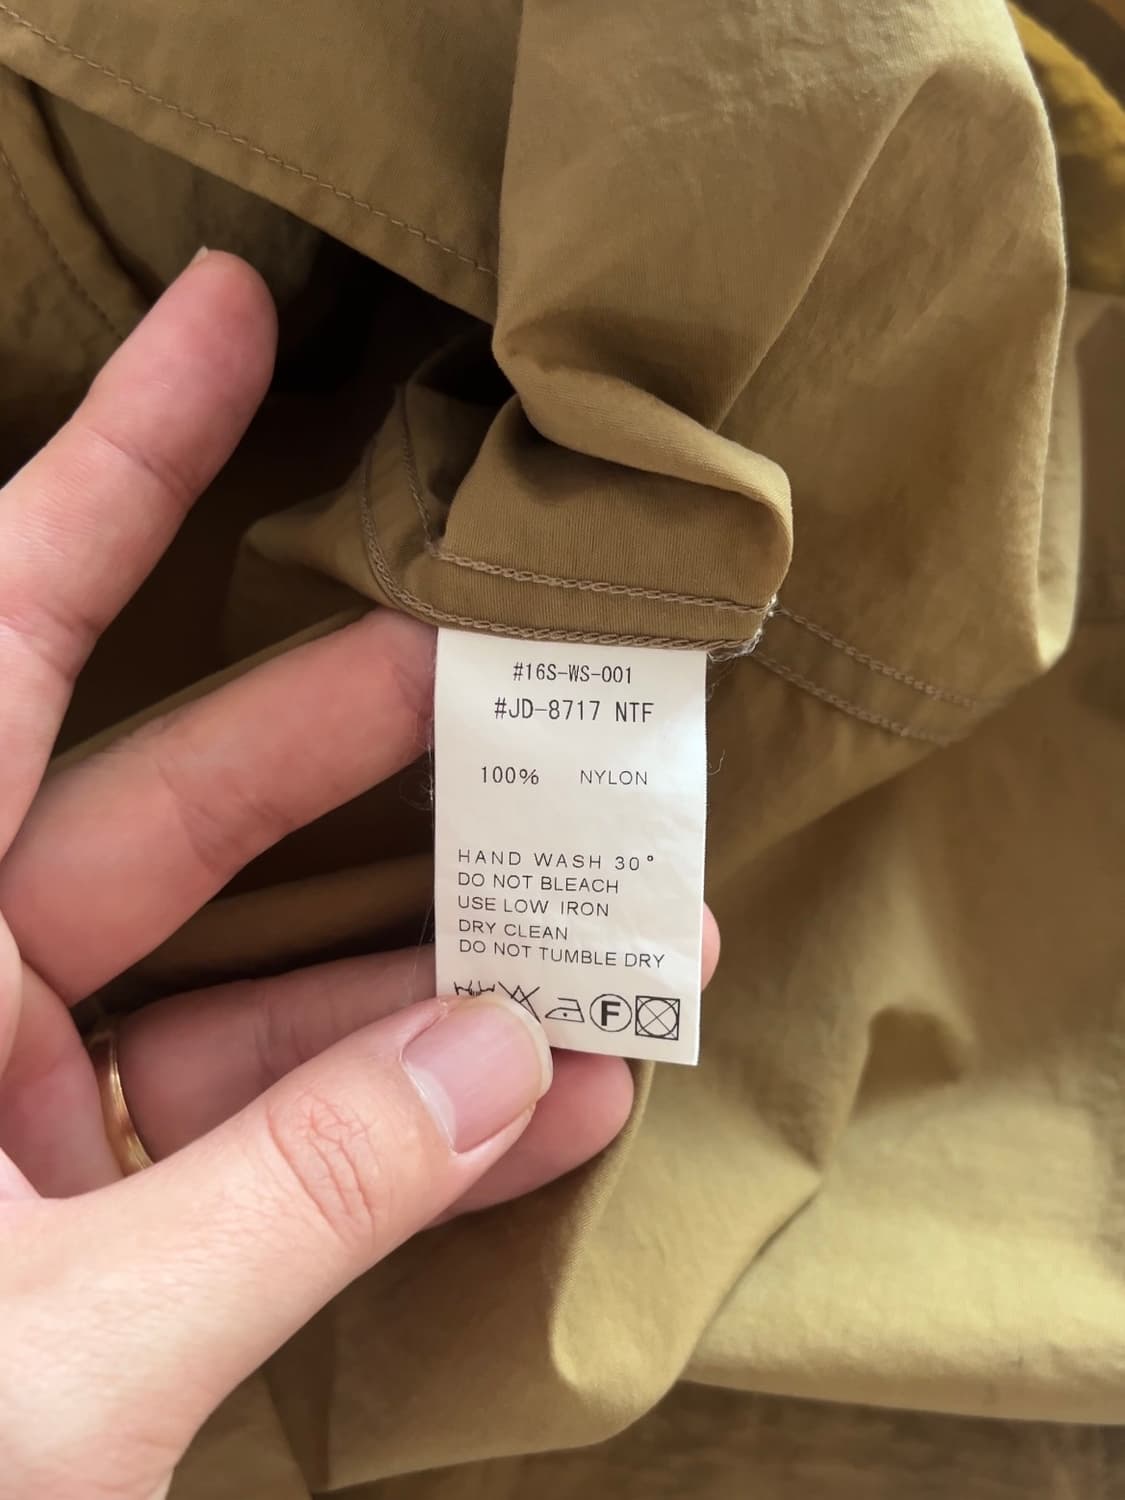 #16S-WS-001
#JD-8717 NTF
100% NYLON
HAND WASH 30°
DO NOT BLEACH
USE LOW IRON
DRY CLEAN
DO NOT TUMBLE DRY
F